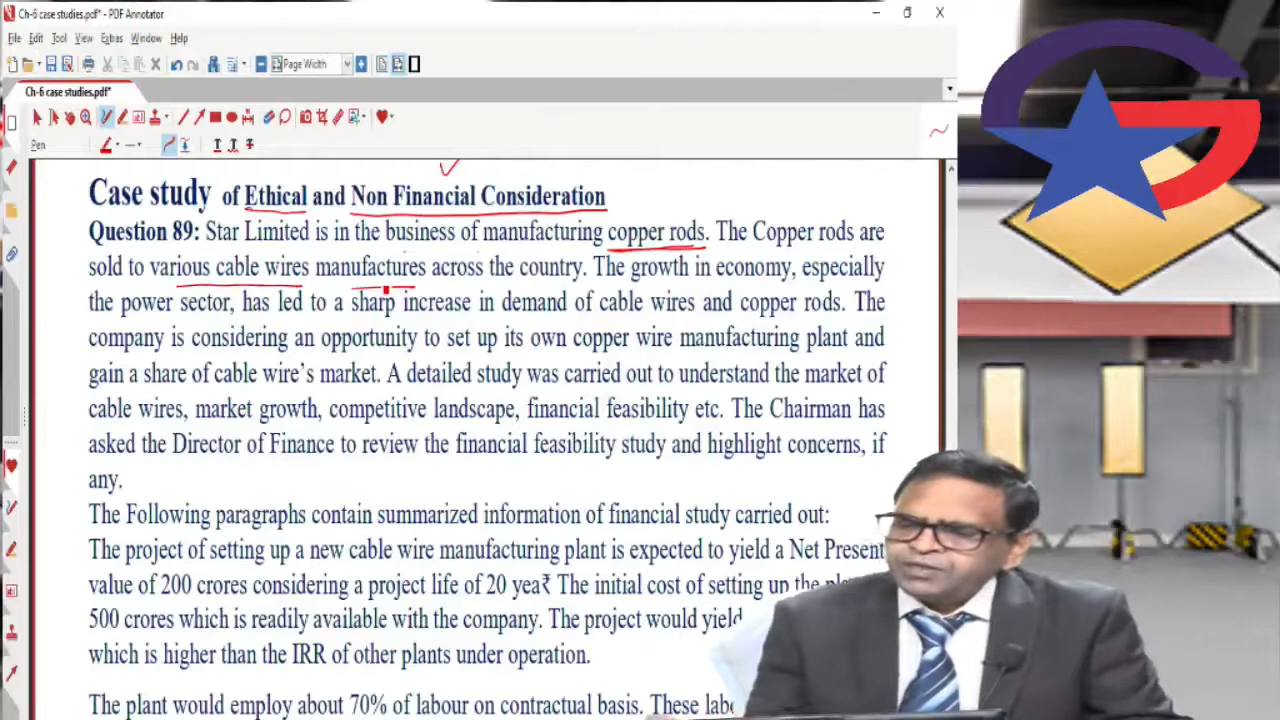 Ch-6 case studies.pdf* - PDF Annotator
File Edit Tool View Extras Window Help
Page Width
Ch-6 case studies.pdf*
Pen
Case study of Ethical and Non Financial Consideration
Question 89: Star Limited is in the business of manufacturing copper rods. The Copper rods are
sold to various cable wires manufactures across the country. The growth in economy, especially
the power sector, has led to a sharp increase in demand of cable wires and copper rods. The
company is considering an opportunity to set up its own copper wire manufacturing plant and
gain a share of cable wire's market. A detailed study was carried out to understand the market of
cable wires, market growth, competitive landscape, financial feasibility etc. The Chairman has
asked the Director of Finance to review the financial feasibility study and highlight concerns, if
any.
The Following paragraphs contain summarized information of financial study carried out:
The project of setting up a new cable wire manufacturing plant is expected to yield a Net Present
value of 200 crores considering a project life of 20 yea₹ The initial cost of setting up the
500 crores which is readily available with the company. The project would yield
which is higher than the IRR of other plants under operation.
The plant would employ about 70% of labour on contractual basis. These